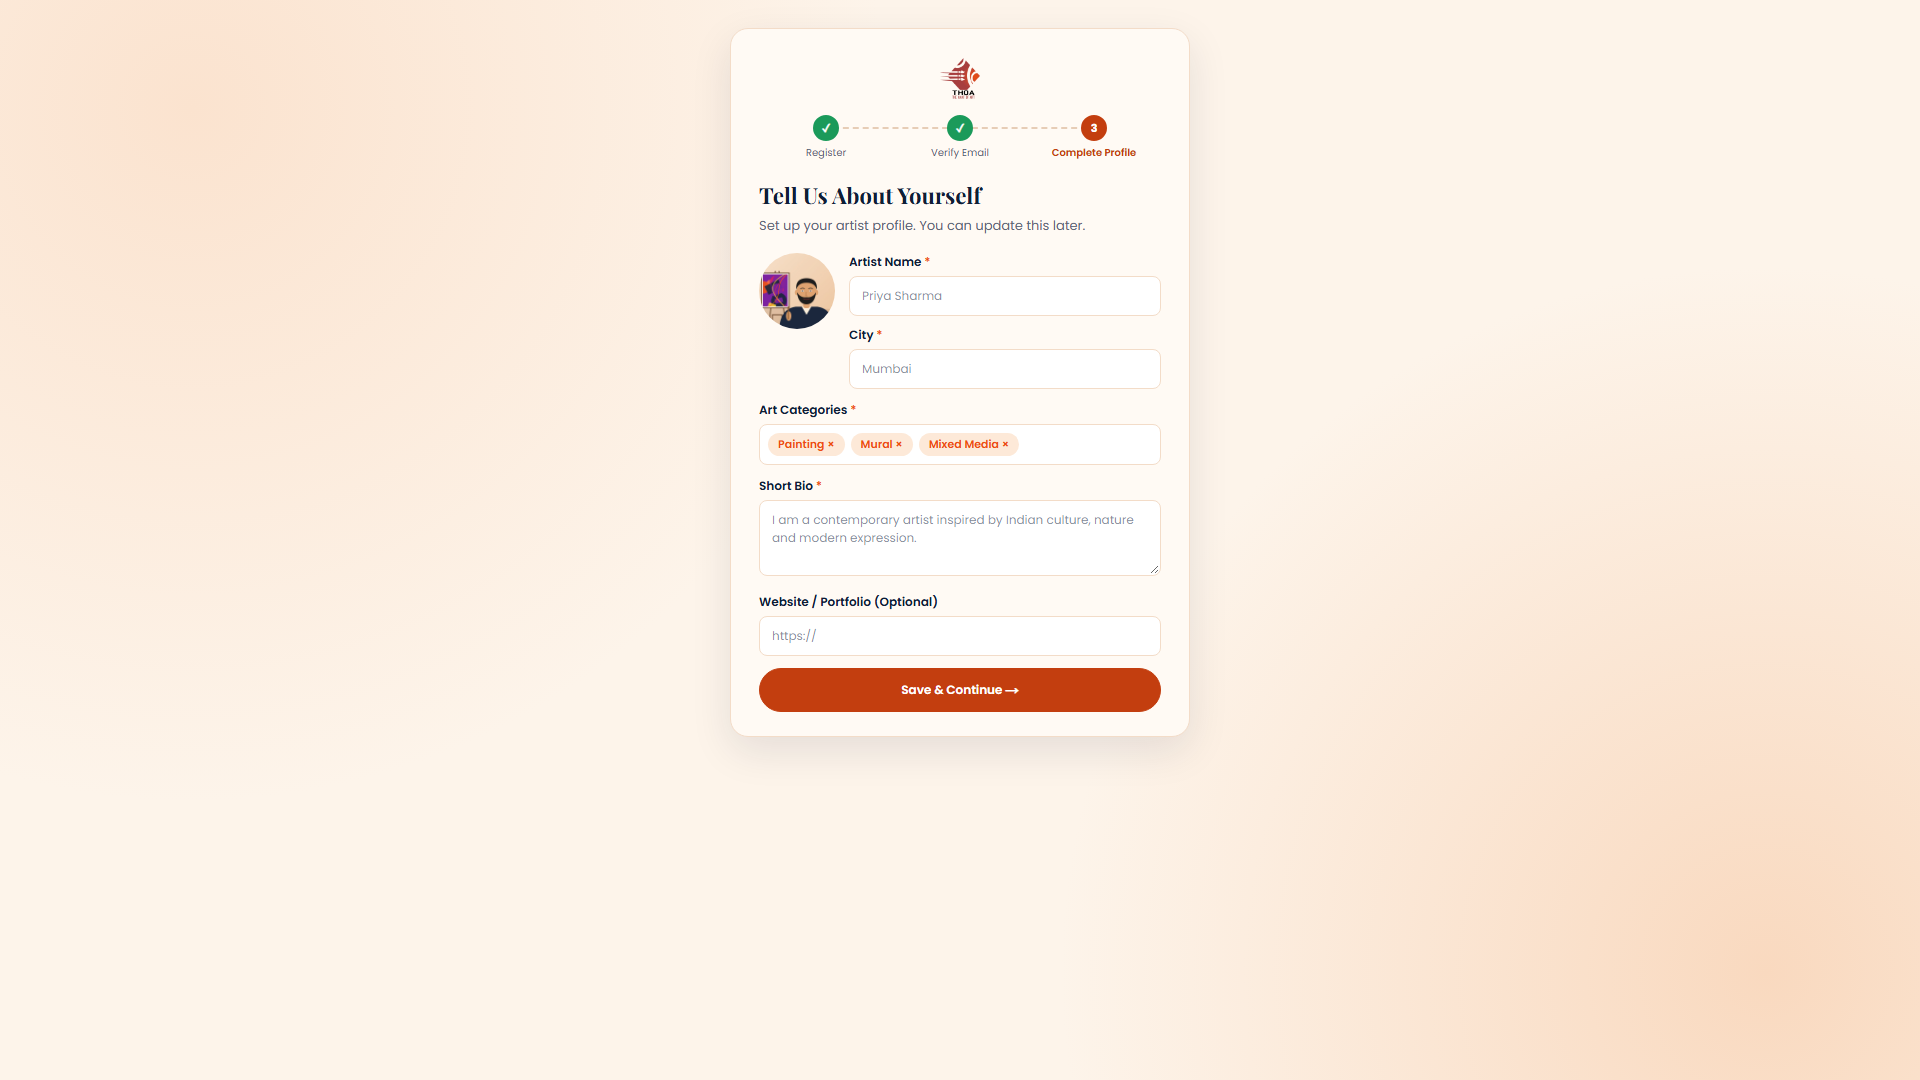 THOA
Register
Verify Email
3
Complete Profile
Tell Us About Yourself
Set up your artist profile. You can update this later.
Artist Name *
Priya Sharma
City *
Mumbai
Art Categories *
Painting × Mural × Mixed Media ×
Short Bio *
I am a contemporary artist inspired by Indian culture, nature
and modern expression.
Website / Portfolio (Optional)
https://
Save & Continue →